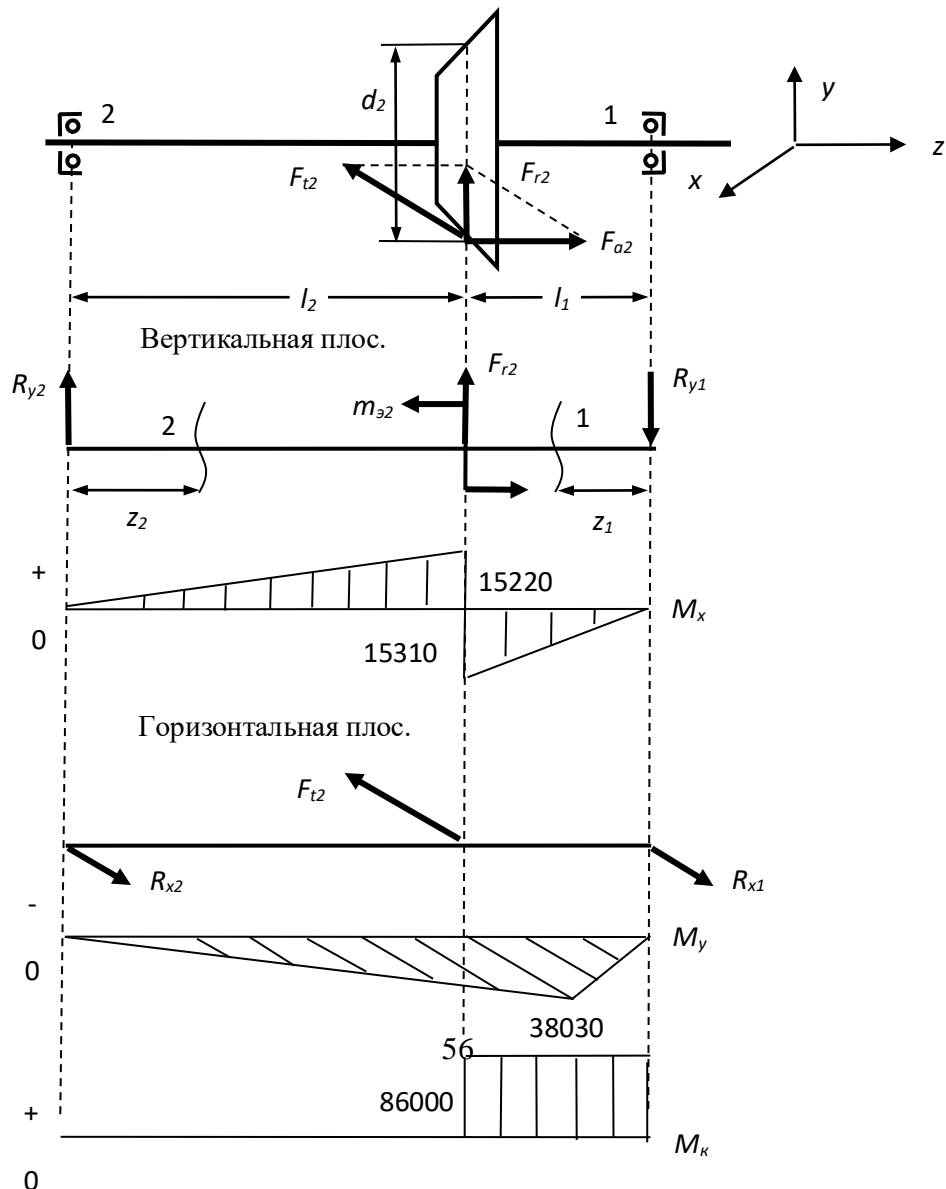 2
d2
1
y
z
x
Ft2
Fr2
Fa2
l2
l1
Вертикальная плос.
Ry2
Fr2
Ry1
mэ2
2
1
z2
z1
+
15220
Mx
0
15310
Горизонтальная плос.
Ft2
Rx2
Rx1
-
My
0
38030
56
86000
+
Mк
0